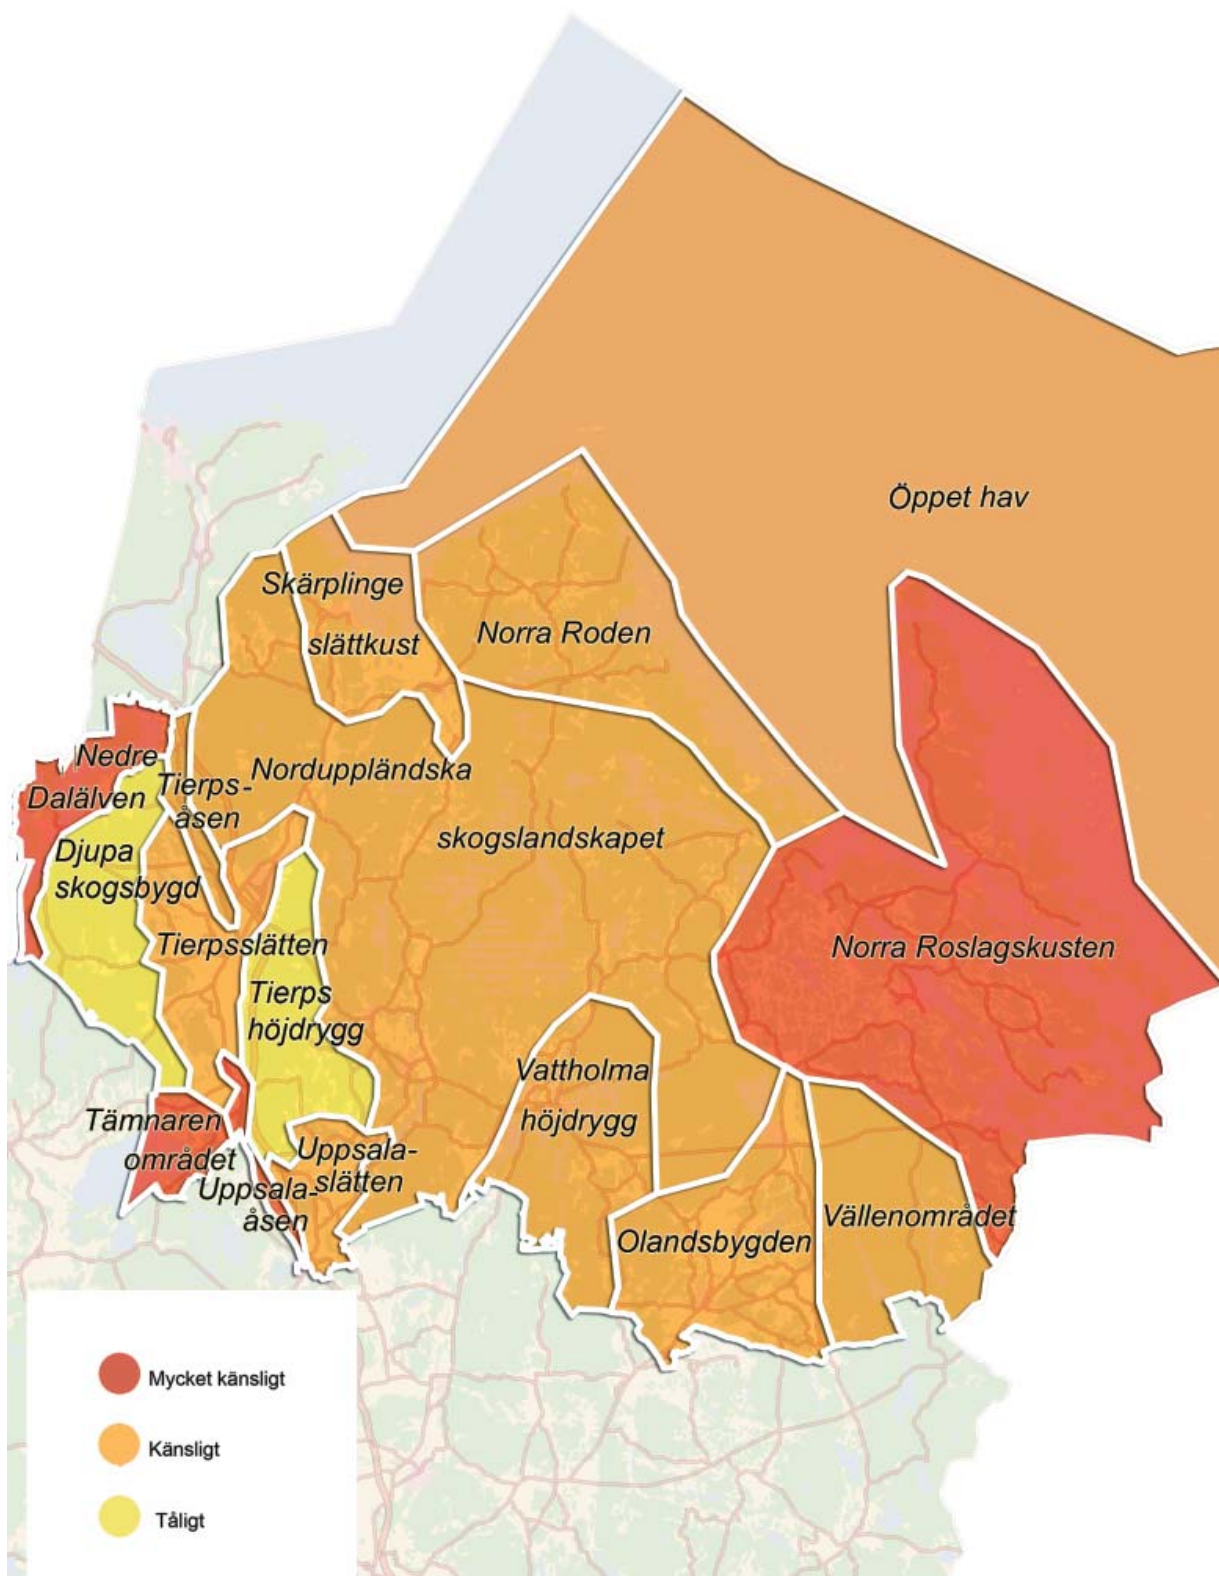 Öppet hav
Skärplinge
slättkust
Norra Roden
Nedre
Dalälven
Tierps-
åsen
Norduppländska
skogslandskapet
Djupa
skogsbygd
Tierpsslätten
Norra Roslagskusten
Tierps
höjdrygg
Vattholma
höjdrygg
Tämnaren
området
Uppsala-
slätten
Uppsala-
åsen
Olandsbygden
Vällenområdet
Mycket känsligt
Känsligt
Tåligt